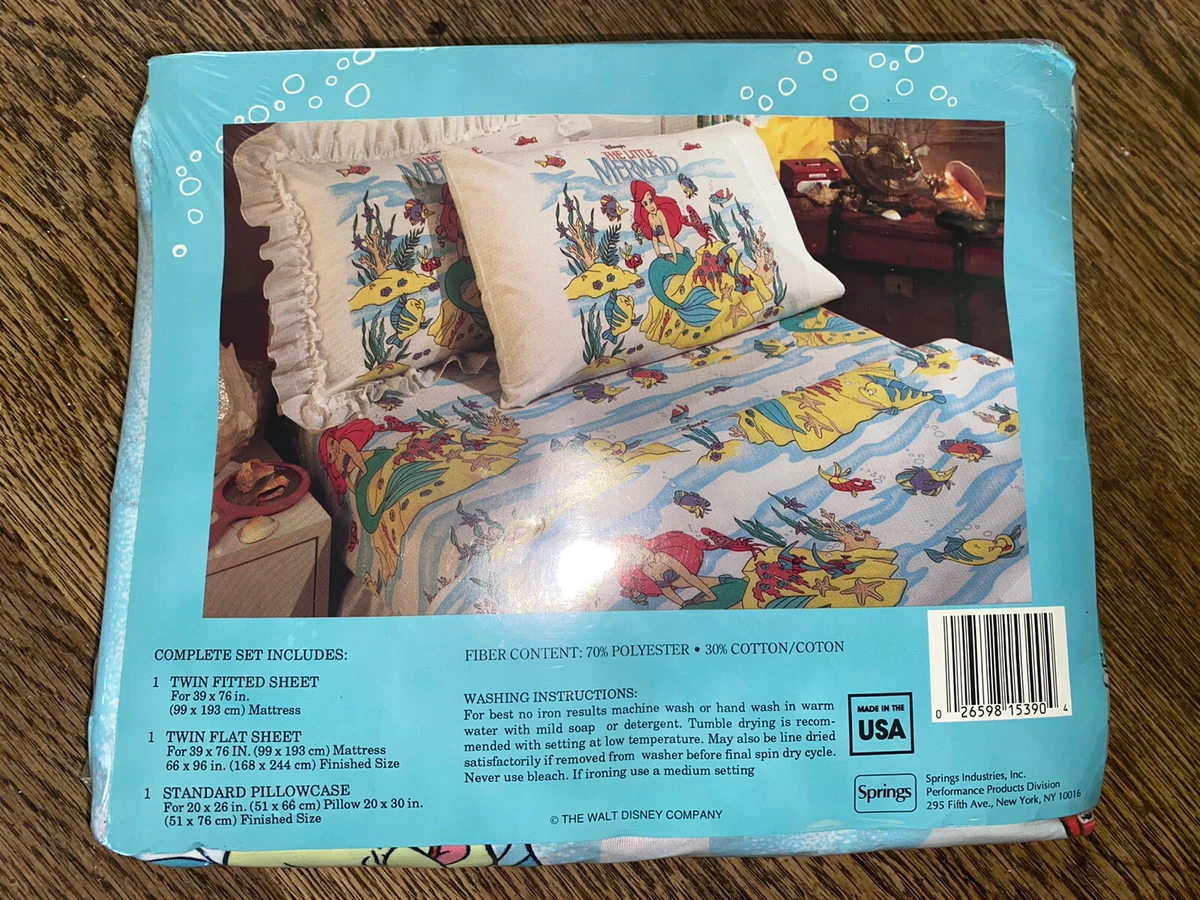 THE LITTLE
MER
Disney's
THE LITTLE
MERMAID
COMPLETE SET INCLUDES:
1 TWIN FITTED SHEET
For 39 x 76 in.
(99 x 193 cm) Mattress
1 TWIN FLAT SHEET
For 39 x 76 IN. (99 x 193 cm) Mattress
66 x 96 in. (168 x 244 cm) Finished Size
1 STANDARD PILLOWCASE
For 20 x 26 in. (51 x 66 cm) Pillow 20 x 30 in.
(51 x 76 cm) Finished Size
FIBER CONTENT: 70% POLYESTER • 30% COTTON/COTON
WASHING INSTRUCTIONS:
For best no iron results machine wash or hand wash in warm
water with mild soap or detergent. Tumble drying is recom-
mended with setting at low temperature. May also be line dried
satisfactorily if removed from washer before final spin dry cycle.
Never use bleach. If ironing use a medium setting
© THE WALT DISNEY COMPANY
MADE IN THE
USA
0 26598 15390 4
Springs
Springs Industries, Inc.
Performance Products Division
295 Fifth Ave., New York, NY 10016